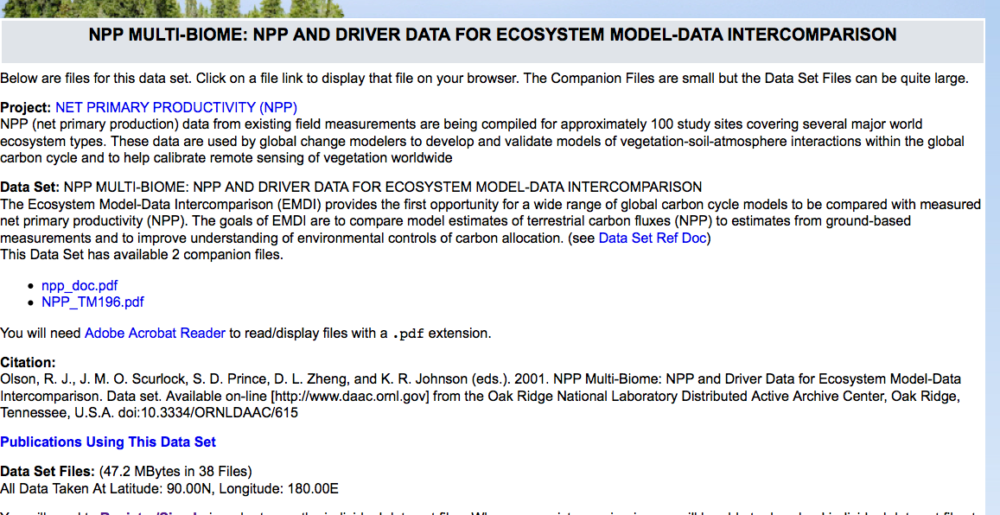 NPP MULTI-BIOME: NPP AND DRIVER DATA FOR ECOSYSTEM MODEL-DATA INTERCOMPARISON
Below are files for this data set. Click on a file link to display that file on your browser. The Companion Files are small but the Data Set Files can be quite large.
Project: NET PRIMARY PRODUCTIVITY (NPP)
NPP (net primary production) data from existing field measurements are being compiled for approximately 100 study sites covering several major world
ecosystem types. These data are used by global change modelers to develop and validate models of vegetation-soil-atmosphere interactions within the global
carbon cycle and to help calibrate remote sensing of vegetation worldwide
Data Set: NPP MULTI-BIOME: NPP AND DRIVER DATA FOR ECOSYSTEM MODEL-DATA INTERCOMPARISON
The Ecosystem Model-Data Intercomparison (EMDI) provides the first opportunity for a wide range of global carbon cycle models to be compared with measured
net primary productivity (NPP). The goals of EMDI are to compare model estimates of terrestrial carbon fluxes (NPP) to estimates from ground-based
measurements and to improve understanding of environmental controls of carbon allocation. (see Data Set Ref Doc)
This Data Set has available 2 companion files.
• npp_doc.pdf
• NPP_TM196.pdf
You will need Adobe Acrobat Reader to read/display files with a .pdf extension.
Citation:
Olson, R. J., J. M. O. Scurlock, S. D. Prince, D. L. Zheng, and K. R. Johnson (eds.). 2001. NPP Multi-Biome: NPP and Driver Data for Ecosystem Model-Data
Intercomparison. Data set. Available on-line [http://www.daac.ornl.gov] from the Oak Ridge National Laboratory Distributed Active Archive Center, Oak Ridge,
Tennessee, U.S.A. doi:10.3334/ORNLDAAC/615
Publications Using This Data Set
Data Set Files: (47.2 MBytes in 38 Files)
All Data Taken At Latitude: 90.00N, Longitude: 180.00E